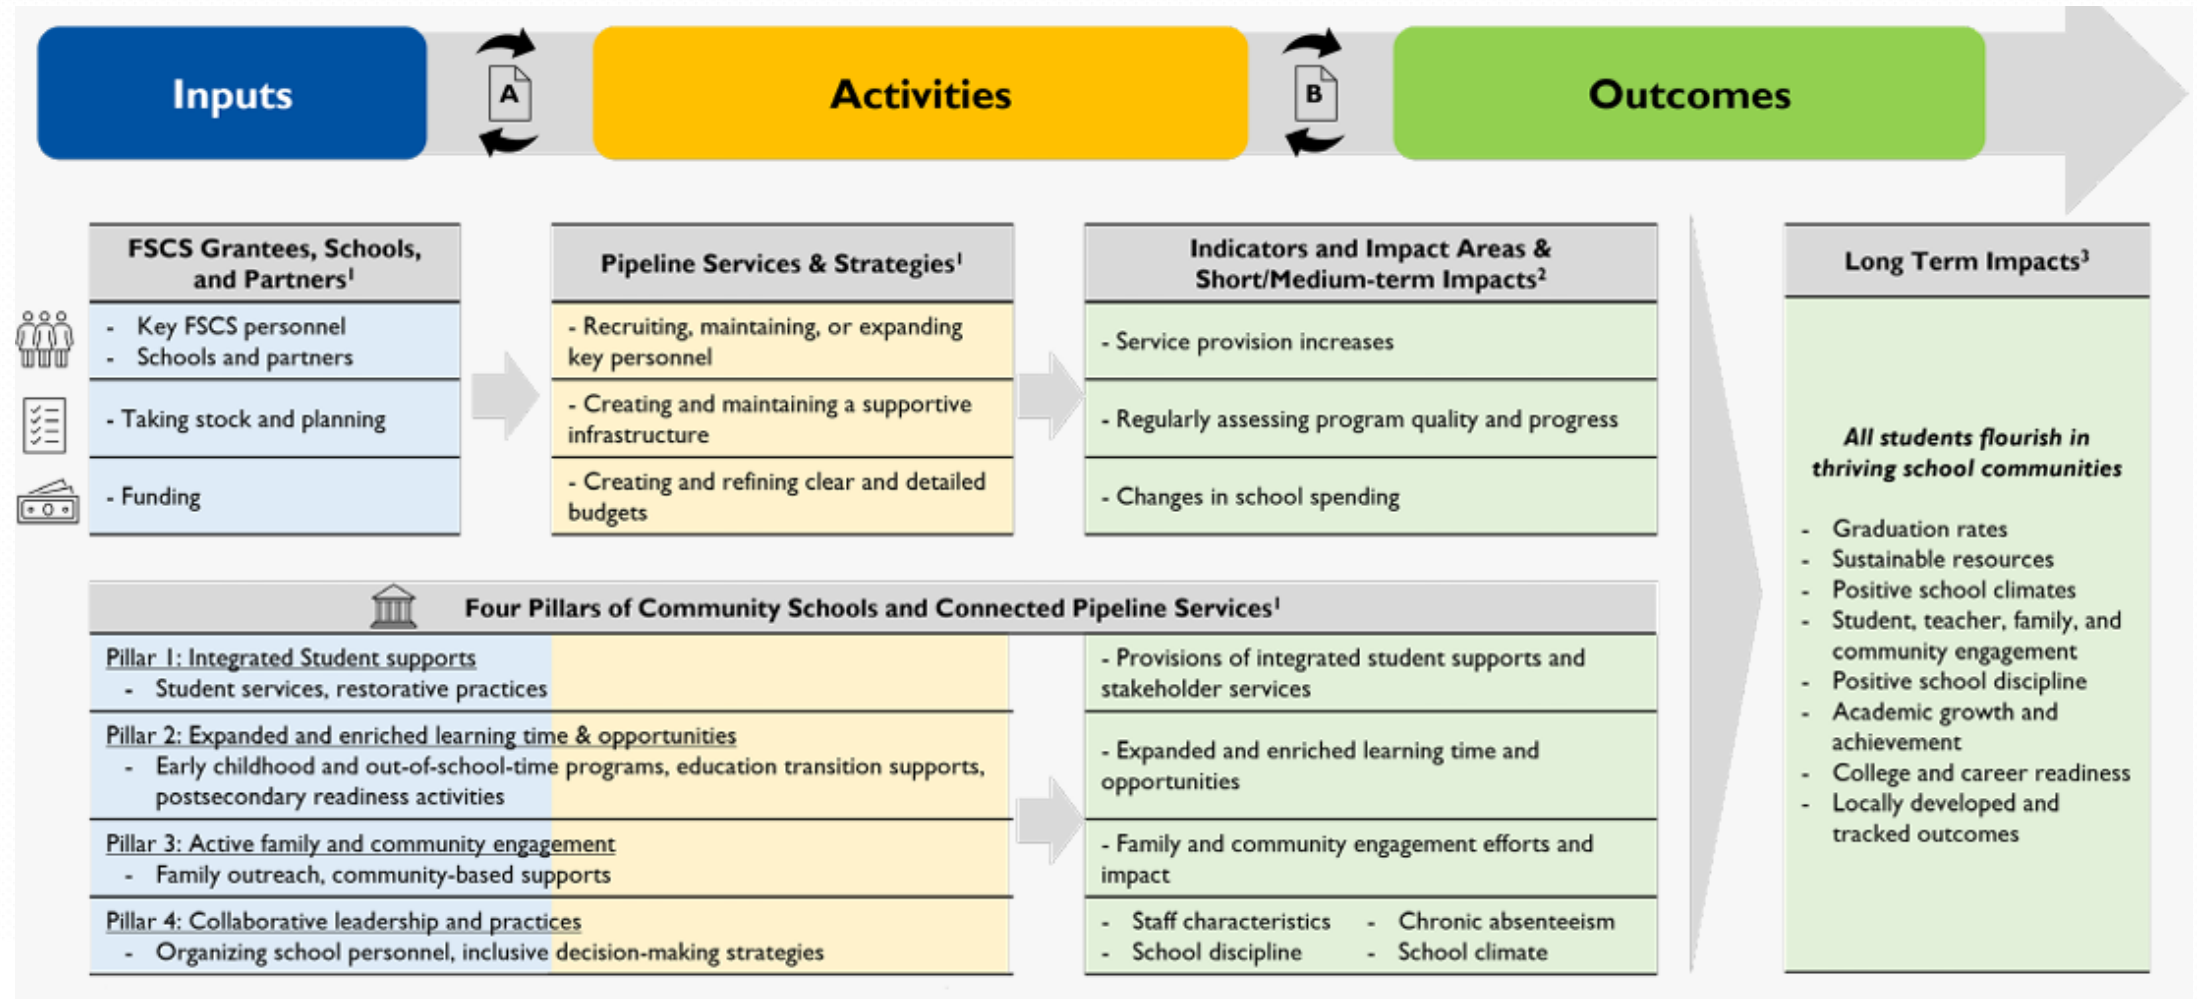 Inputs
A
Activities
B
Outcomes
FSCS Grantees, Schools,
and Partners¹
- Key FSCS personnel
- Schools and partners
- Taking stock and planning
- Funding
Pipeline Services & Strategies¹
- Recruiting, maintaining, or expanding
key personnel
- Creating and maintaining a supportive
infrastructure
- Creating and refining clear and detailed
budgets
Indicators and Impact Areas &
Short/Medium-term Impacts²
- Service provision increases
- Regularly assessing program quality and progress
- Changes in school spending
Four Pillars of Community Schools and Connected Pipeline Services¹
Pillar 1: Integrated Student supports
- Student services, restorative practices
Pillar 2: Expanded and enriched learning time & opportunities
- Early childhood and out-of-school-time programs, education transition supports,
postsecondary readiness activities
Pillar 3: Active family and community engagement
- Family outreach, community-based supports
Pillar 4: Collaborative leadership and practices
- Organizing school personnel, inclusive decision-making strategies
- Provisions of integrated student supports and
stakeholder services
- Expanded and enriched learning time and
opportunities
- Family and community engagement efforts and
impact
- Staff characteristics - Chronic absenteeism
- School discipline - School climate
Long Term Impacts³
All students flourish in
thriving school communities
- Graduation rates
- Sustainable resources
- Positive school climates
- Student, teacher, family, and
community engagement
- Positive school discipline
- Academic growth and
achievement
- College and career readiness
- Locally developed and
tracked outcomes